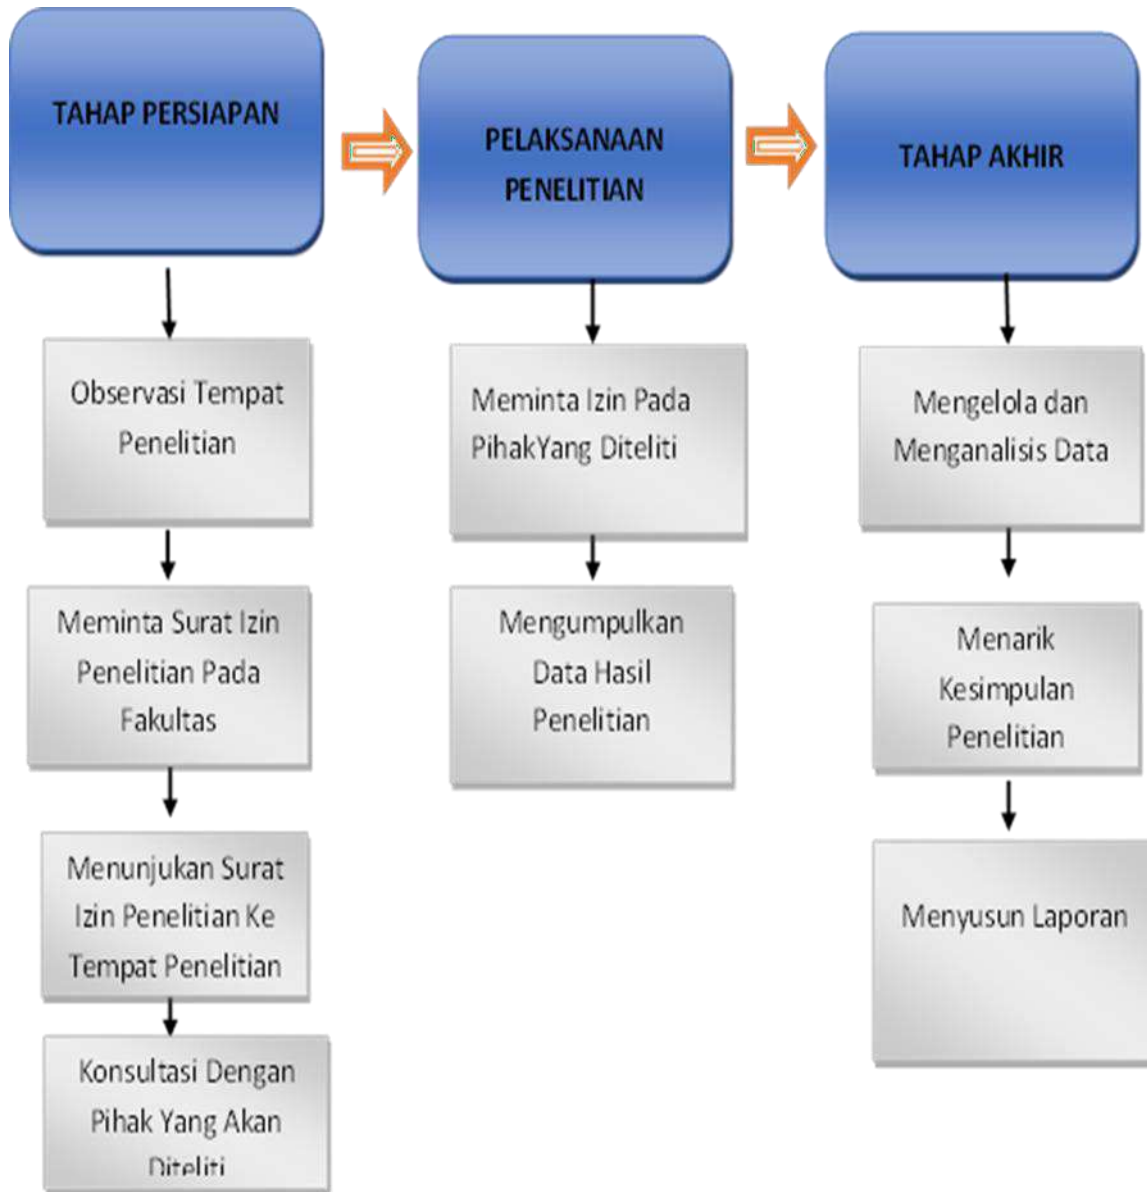 TAHAP PERSIAPAN
Observasi Tempat
Penelitian
Meminta Surat Izin
Penelitian Pada
Fakultas
Menunjukan Surat
Izin Penelitian Ke
Tempat Penelitian
Konsultasi Dengan
Pihak Yang Akan
Diteliti
PELAKSANAAN
PENELITIAN
Meminta Izin Pada
PihakYang Diteliti
Mengumpulkan
Data Hasil
Penelitian
TAHAP AKHIR
Mengelola dan
Menganalisis Data
Menarik
Kesimpulan
Penelitian
Menyusun Laporan